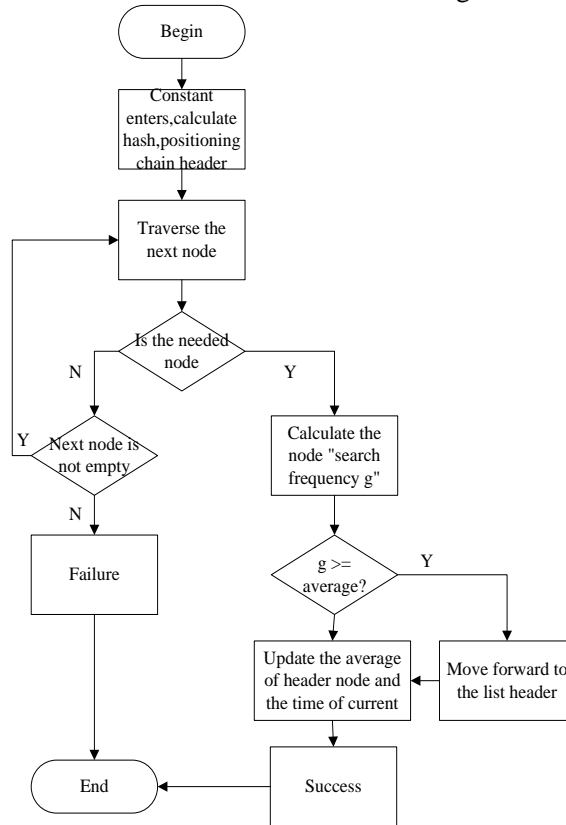 Begin
Constant
enters,calculate
hash,positioning
chain header
Traverse the
next node
Is the needed
node
N
Y
Next node is
not empty
Y
Calculate the
node "search
frequency g"
N
Failure
g >=
average?
Y
Update the average
of header node and
the time of current
Move forward to
the list header
End
Success